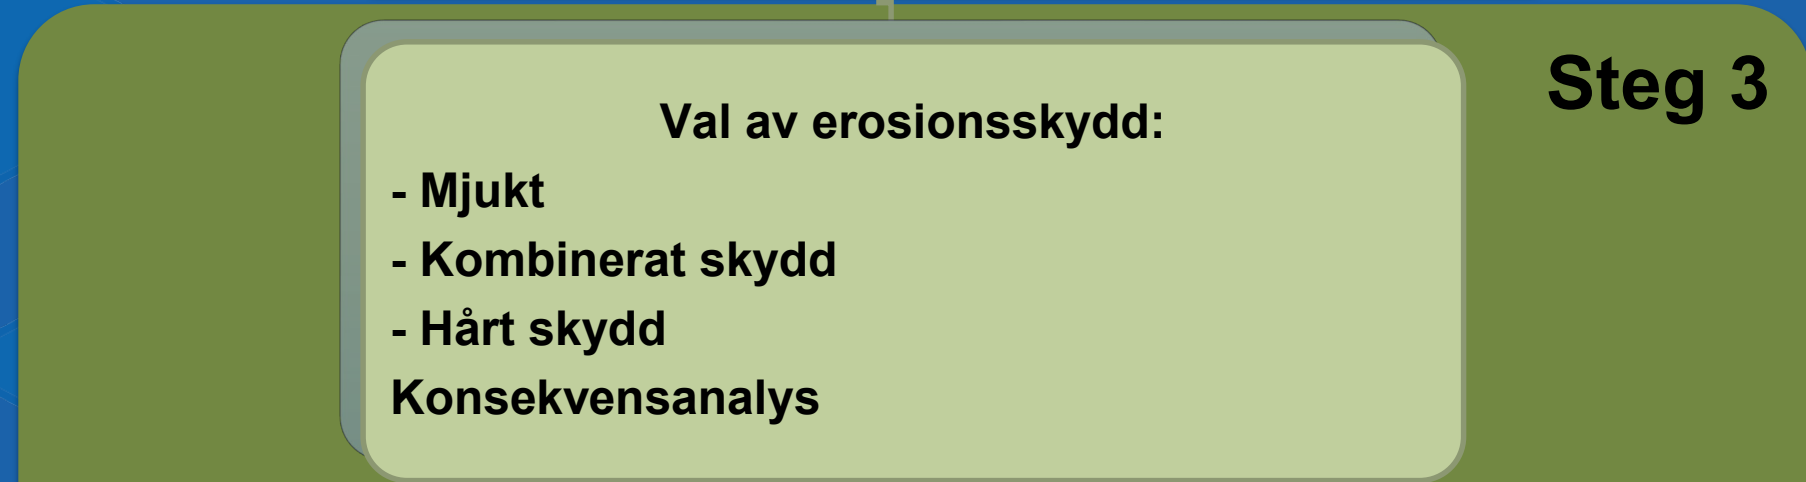 Steg 3
Val av erosionsskydd:
- Mjukt
- Kombinerat skydd
- Hårt skydd
Konsekvensanalys